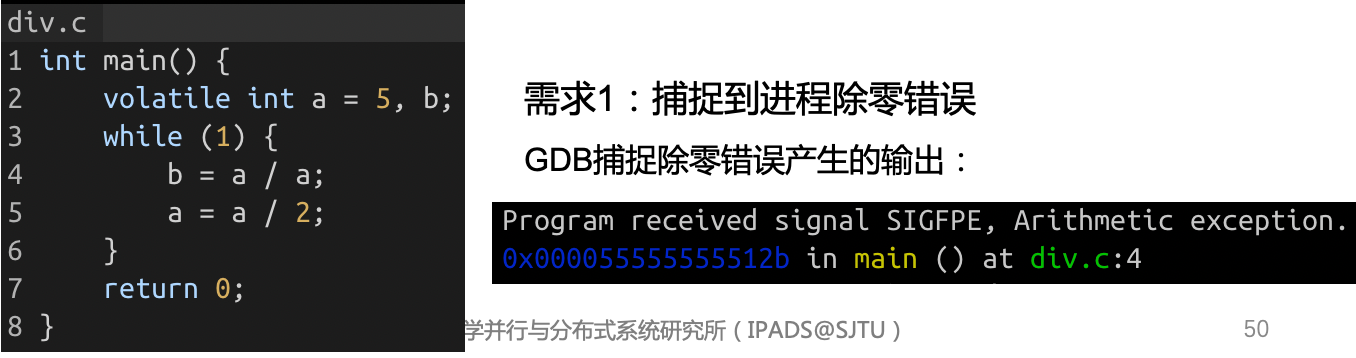 div.c
1 int main() {
2     volatile int a = 5, b;
3     while (1) {
4         b = a / a;
5         a = a / 2;
6     }
7     return 0;
8 }
需求1：捕捉到进程除零错误
GDB捕捉除零错误产生的输出：
Program received signal SIGFPE, Arithmetic exception.
0x000055555555512b in main () at div.c:4
学并行与分布式系统研究所（IPADS@SJTU）
50